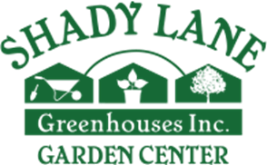 SHADY LANE
Greenhouses Inc.
GARDEN CENTER